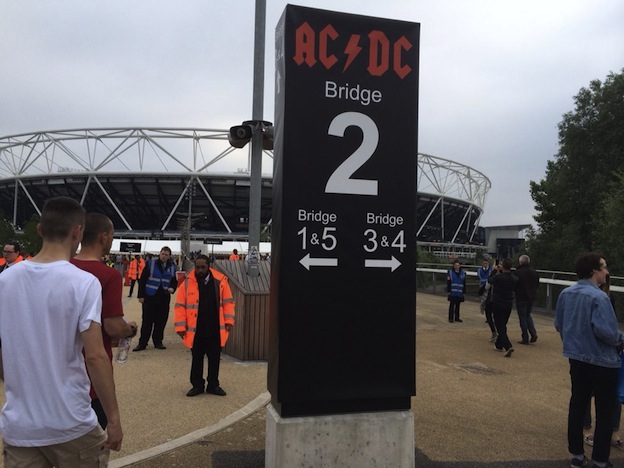 AC⚡DC
Bridge
2
Bridge Bridge
1&5 3&4
← →